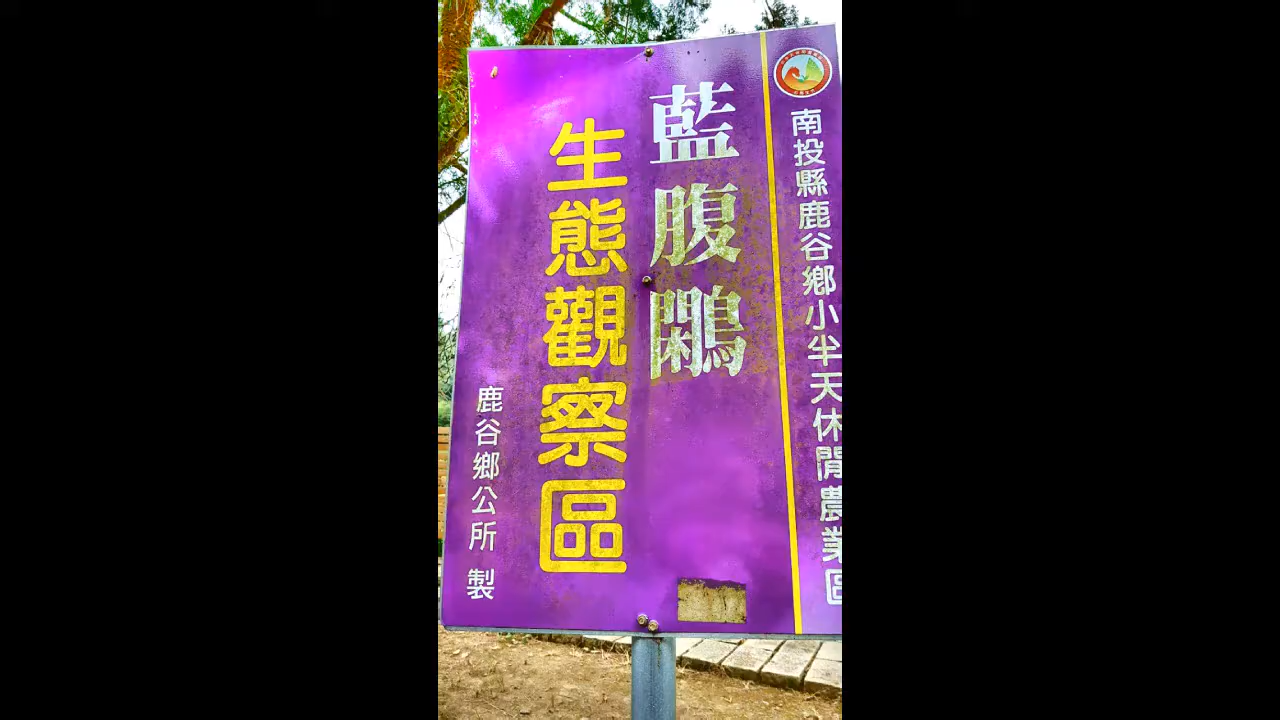 南投縣鹿谷鄉小半天休閒農業區
藍腹鷴
生態觀察區
鹿谷鄉公所 製